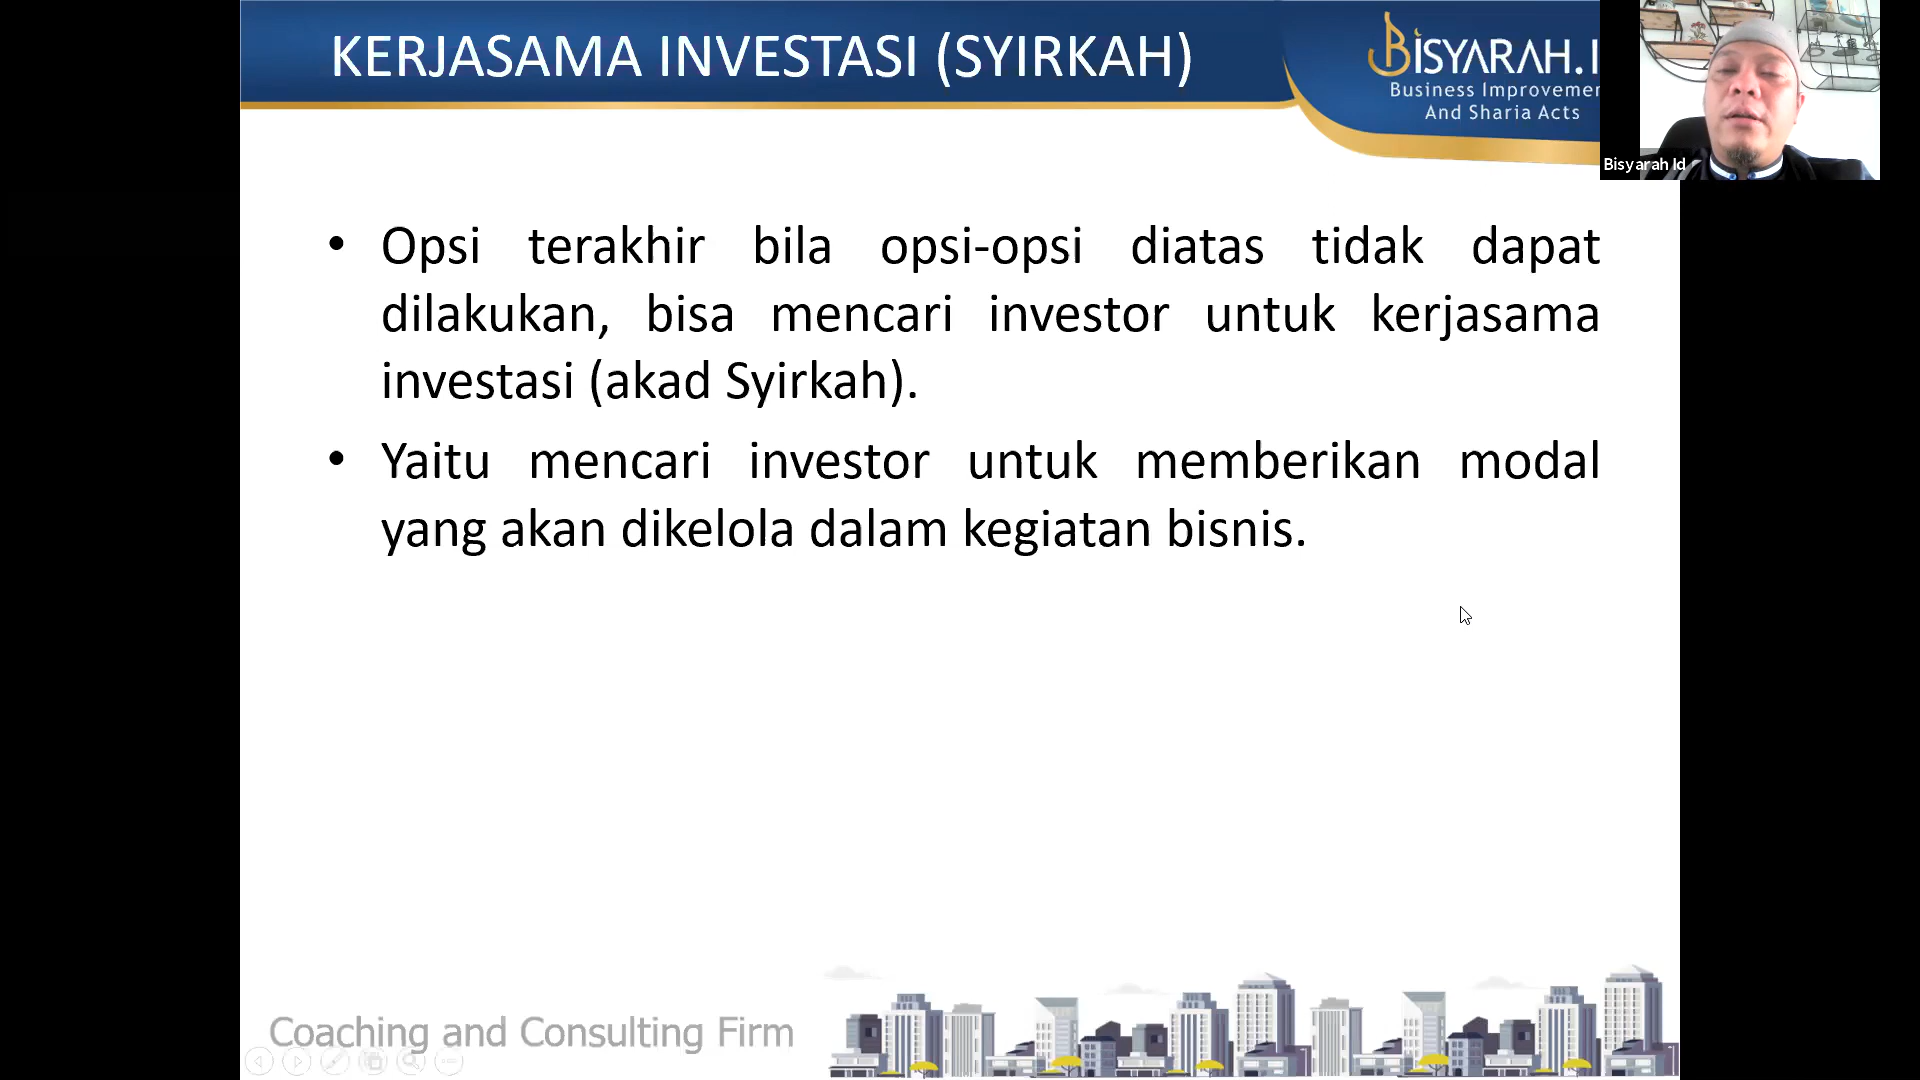 KERJASAMA INVESTASI (SYIRKAH)
BISYARAH.I
Business Improvemen
And Sharia Acts
Bisyarah Id
• Opsi terakhir bila opsi-opsi diatas tidak dapat
dilakukan, bisa mencari investor untuk kerjasama
investasi (akad Syirkah).
• Yaitu mencari investor untuk memberikan modal
yang akan dikelola dalam kegiatan bisnis.
Coaching and Consulting Firm